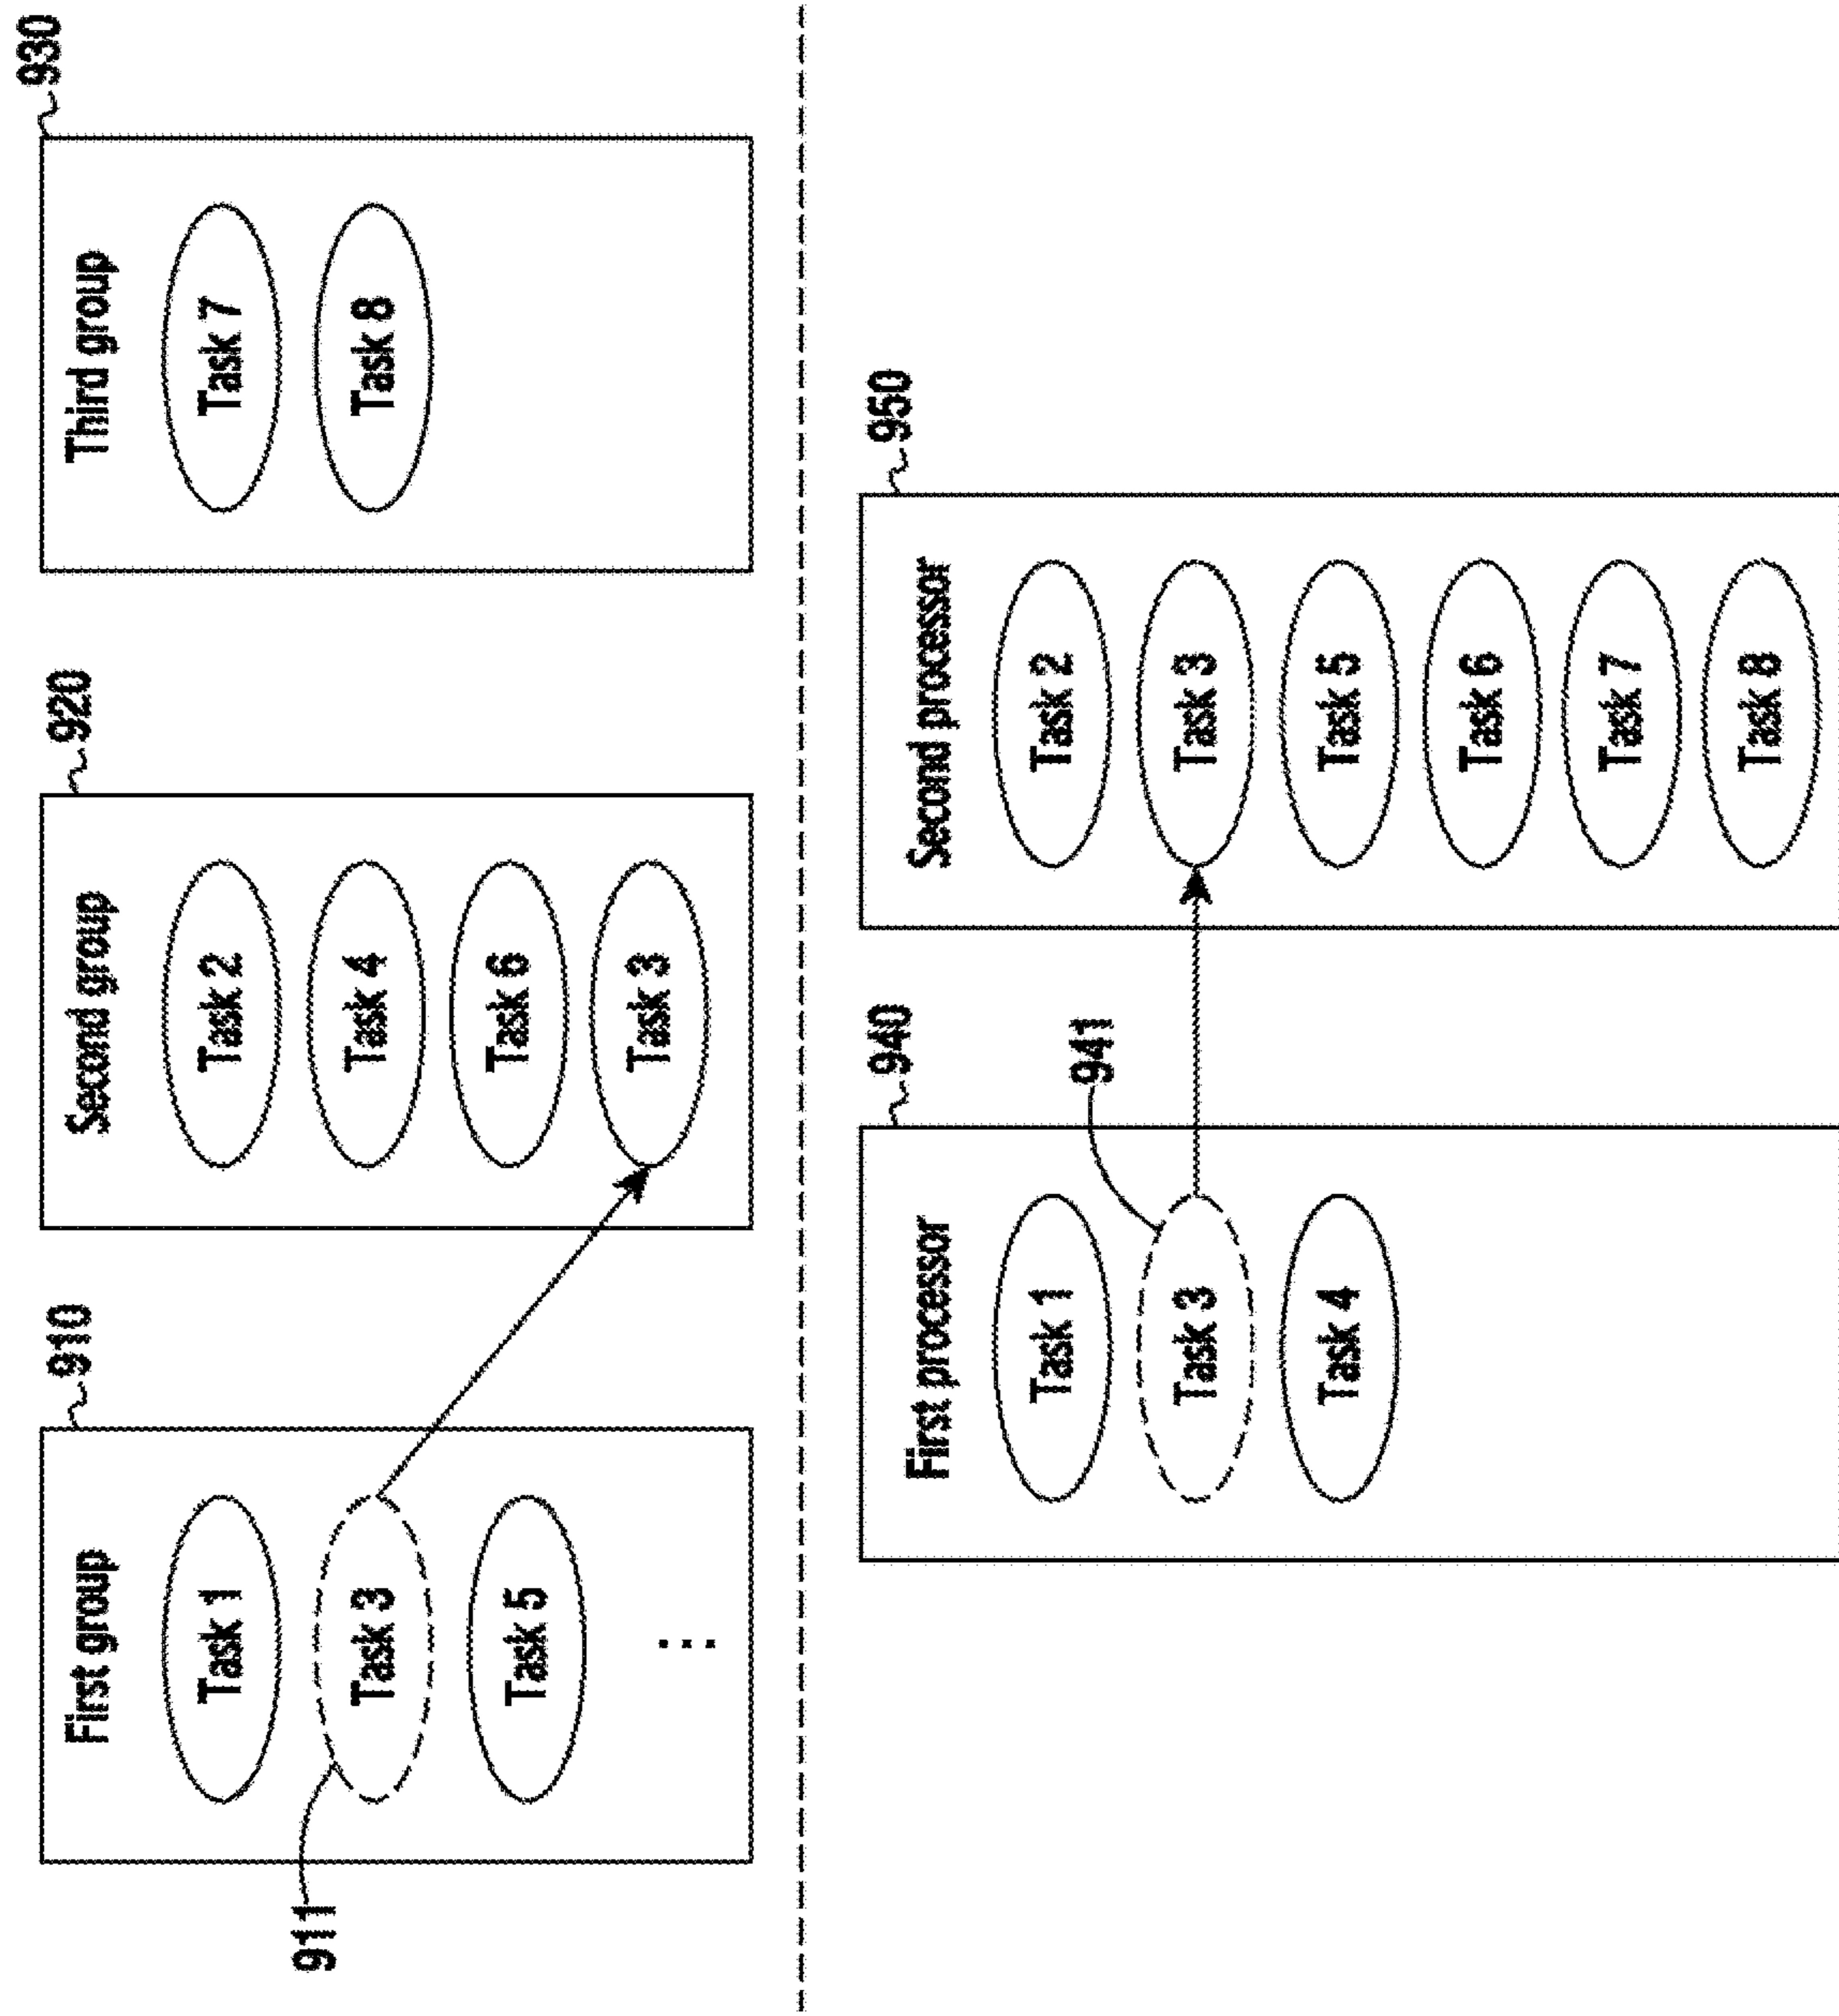 910
First group
Task 1
Task 3
Task 5
...
911
920
Second group
Task 2
Task 4
Task 6
Task 3
930
Third group
Task 7
Task 8
940
First processor
Task 1
Task 3
Task 4
941
950
Second processor
Task 2
Task 3
Task 5
Task 6
Task 7
Task 8